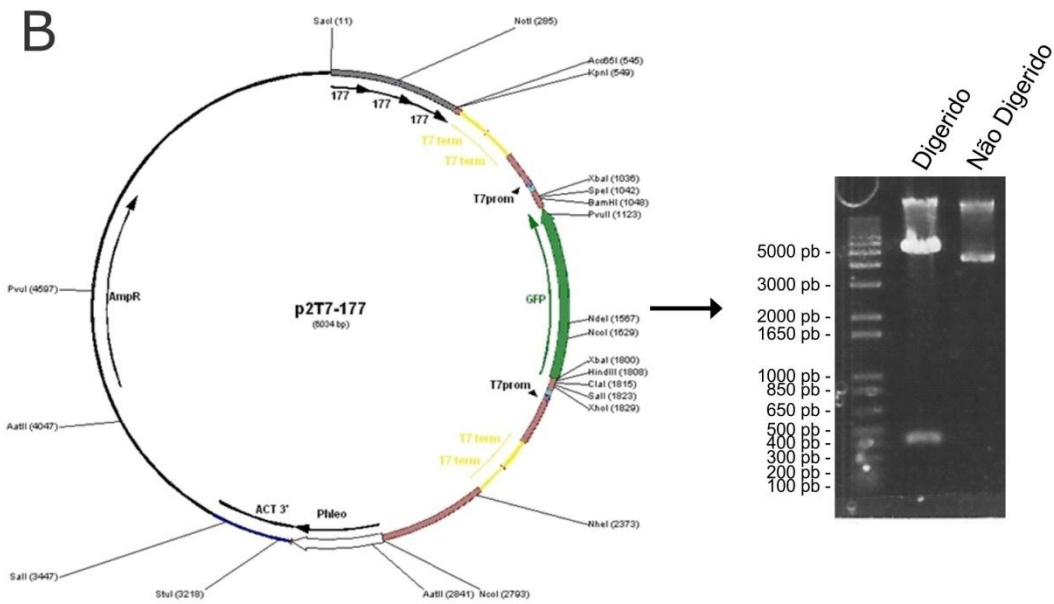 B
SacI (11)
NotI (285)
Acc65I (545)
KpnI (549)
177
177
177
T7 term
T7 term
T7prom
XbaI (1036)
SpeI (1042)
BamHI (1048)
PvuII (1123)
PvuI (4597)
AmpR
p2T7-177
(6034 bp)
GFP
NdeI (1567)
NcoI (1629)
XbaI (1800)
HindIII (1808)
ClaI (1815)
SalI (1823)
XhoI (1829)
T7prom
AatII (4047)
T7 term
T7 term
ACT 3'
Phleo
NheI (2373)
SalI (3447)
StuI (3218)
AatII (2841)
NcoI (2793)
Digerido
Não Digerido
5000 pb -
3000 pb -
2000 pb -
1650 pb -
1000 pb -
850 pb -
650 pb -
500 pb -
400 pb -
300 pb -
200 pb -
100 pb -